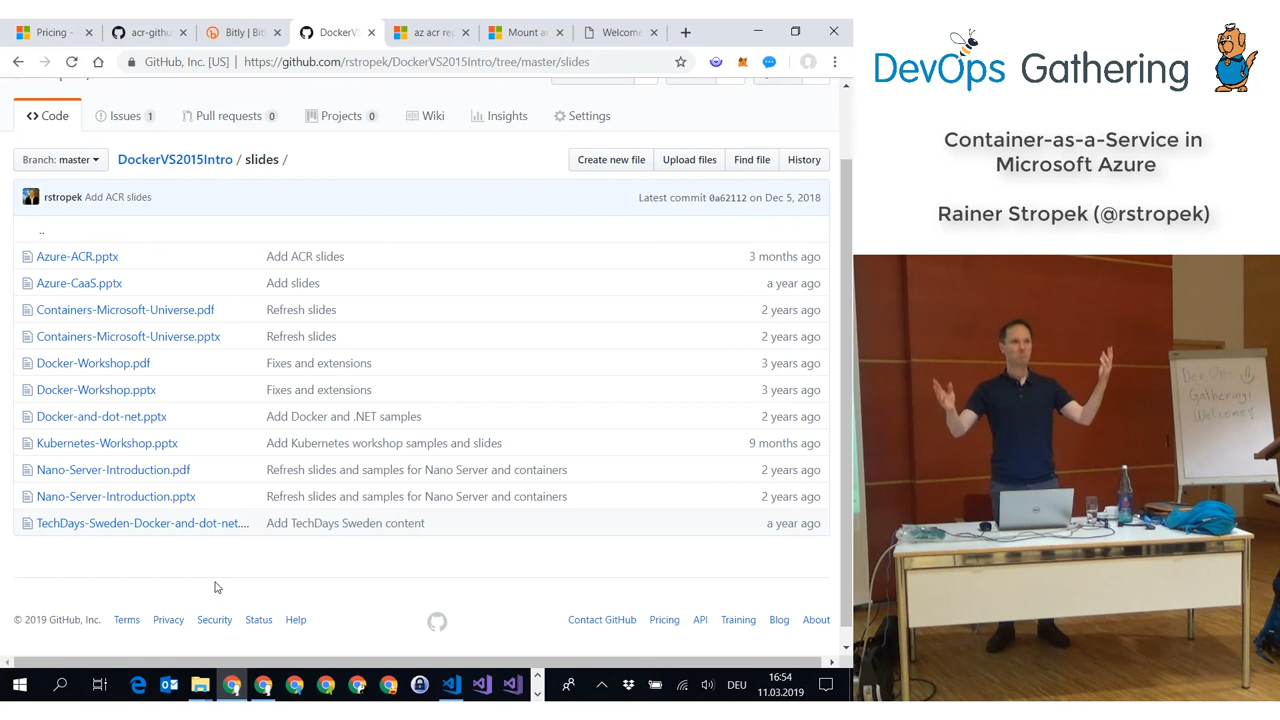 Pricing -
acr-githu
Bitly | Bit
DockerV
az acr rep
Mount a
Welcome
GitHub, Inc. [US]
github.com/rstropek/DockerVS2015Intro/tree/master/slides
Code
Issues 1
Pull requests 0
Projects 0
Wiki
Insights
Settings
Branch: master
DockerVS2015Intro / slides /
Create new file
Upload files
Find file
History
rstropek Add ACR slides
Latest commit 0a62112 on Dec 5, 2018
..
Azure-ACR.pptx Add ACR slides 3 months ago
Azure-CaaS.pptx Add slides a year ago
Containers-Microsoft-Universe.pdf Refresh slides 2 years ago
Containers-Microsoft-Universe.pptx Refresh slides 2 years ago
Docker-Workshop.pdf Fixes and extensions 3 years ago
Docker-Workshop.pptx Fixes and extensions 3 years ago
Docker-and-dot-net.pptx Add Docker and .NET samples 2 years ago
Kubernetes-Workshop.pptx Add Kubernetes workshop samples and slides 9 months ago
Nano-Server-Introduction.pdf Refresh slides and samples for Nano Server and containers 2 years ago
Nano-Server-Introduction.pptx Refresh slides and samples for Nano Server and containers 2 years ago
TechDays-Sweden-Docker-and-dot-net.... Add TechDays Sweden content a year ago
© 2019 GitHub, Inc.
Terms
Privacy
Security
Status
Help
Contact GitHub
Pricing
API
Training
Blog
About
DEU
16:54
11.03.2019
DevOps Gathering
Container-as-a-Service in
Microsoft Azure
Rainer Stropek (@rstropek)
DevOps
Gathering!
Welcome!
DELL